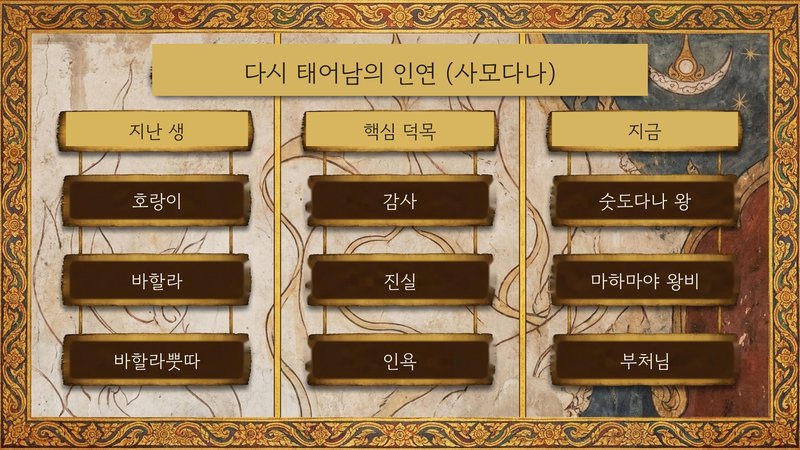 다시 태어남의 인연 (사모다나)
지난 생
핵심 덕목
지금
호랑이
감사
숫도다나 왕
바할라
진실
마하마야 왕비
바할라뿟따
인욕
부처님